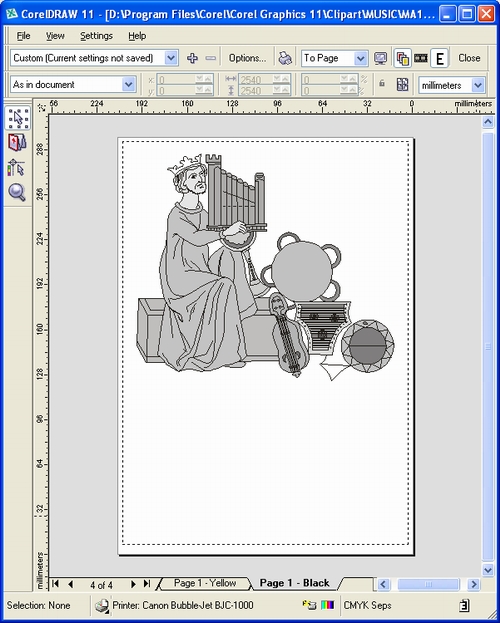 CorelDRAW 11 - [D:\Program Files\Corel\Corel Graphics 11\Clipart\MUSIC\MA1...
File View Settings Help
Custom (Current settings not saved) Options... To Page E Close
As in document x: 0 2540 0 % millimeters
y: 0 2540 0 %
56 224 192 160 128 96 64 32 0 millimeters
288
256
224
192
160
128
96
64
32
millimeters
4 of 4 Page 1 - Yellow Page 1 - Black
Selection: None Printer: Canon Bubble-Jet BJC-1000 CMYK Seps